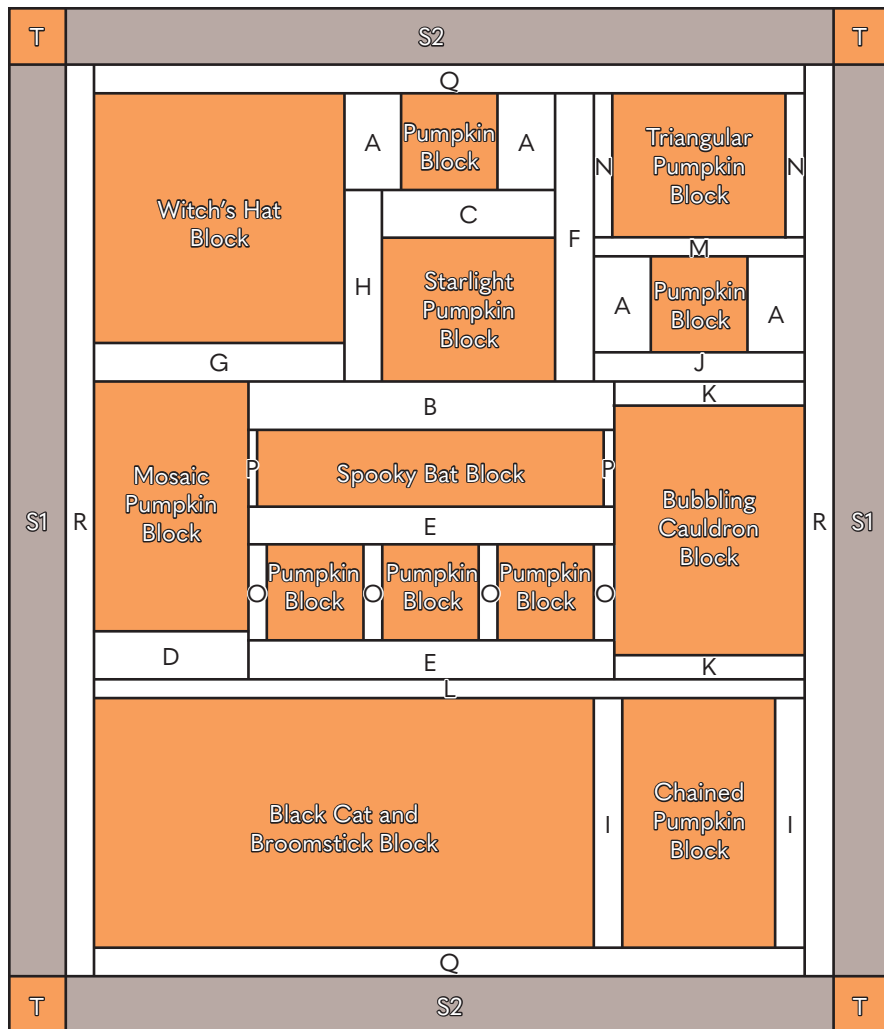 T
S2
T
Q
A
Pumpkin
Block
A
N
Triangular
Pumpkin
Block
N
Witch's Hat
Block
C
F
M
H
Starlight
Pumpkin
Block
A
Pumpkin
Block
A
G
J
B
K
Mosaic
Pumpkin
Block
P
Spooky Bat Block
P
Bubbling
Cauldron
Block
S1
R
E
R
S1
O
Pumpkin
Block
O
Pumpkin
Block
O
Pumpkin
Block
O
D
E
K
L
Black Cat and
Broomstick Block
I
Chained
Pumpkin
Block
I
Q
T
S2
T